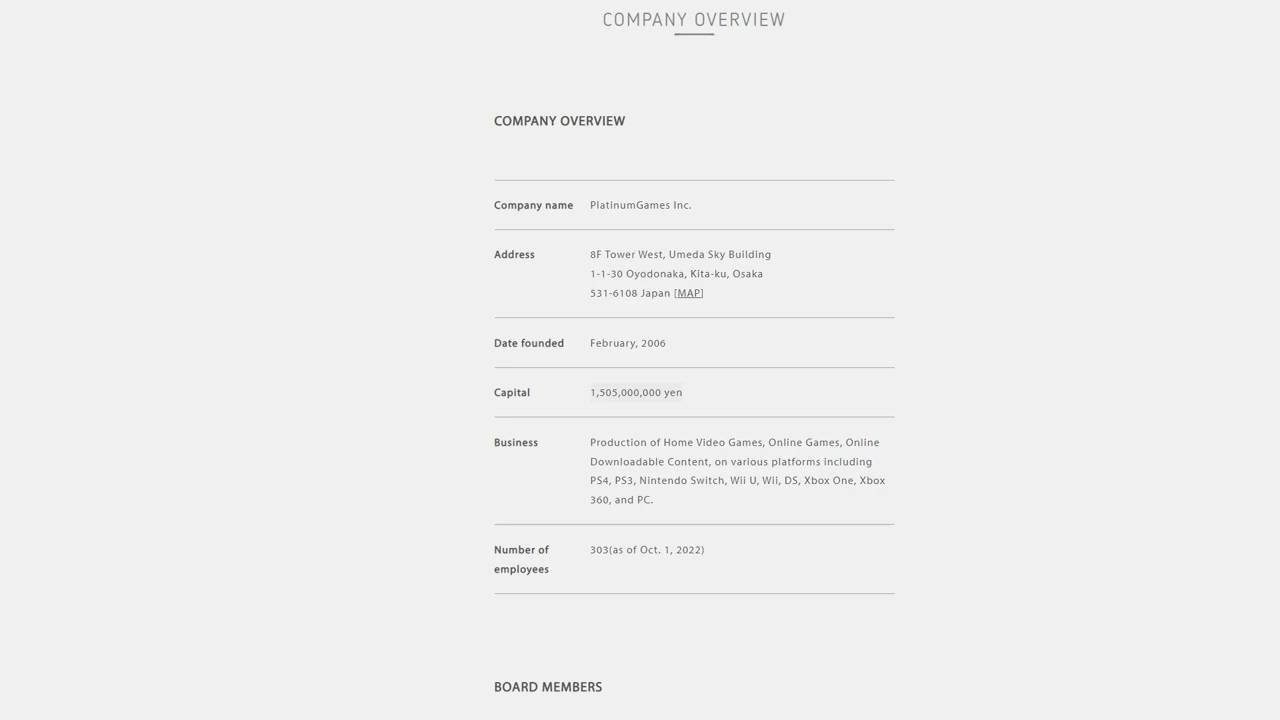 COMPANY OVERVIEW
COMPANY OVERVIEW
Company name PlatinumGames Inc.
Address 8F Tower West, Umeda Sky Building
1-1-30 Oyodonaka, Kita-ku, Osaka
531-6108 Japan [MAP]
Date founded February, 2006
Capital 1,505,000,000 yen
Business Production of Home Video Games, Online Games, Online
Downloadable Content, on various platforms including
PS4, PS3, Nintendo Switch, Wii U, Wii, DS, Xbox One, Xbox
360, and PC.
Number of 303(as of Oct. 1, 2022)
employees
BOARD MEMBERS